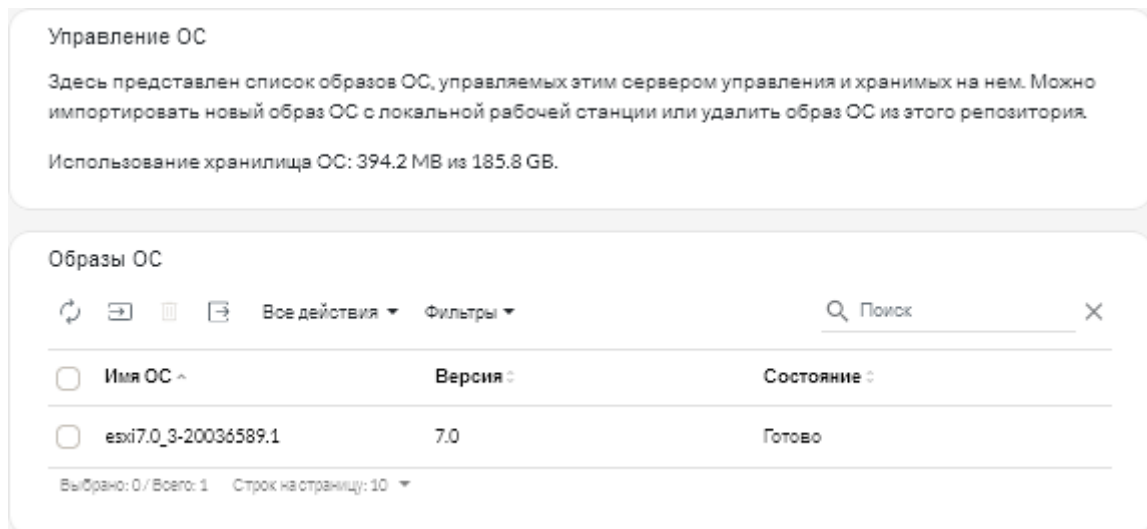 Управление ОС
Здесь представлен список образов ОС, управляемых этим сервером управления и хранимых на нем. Можно
импортировать новый образ ОС с локальной рабочей станции или удалить образ ОС из этого репозитория.
Использование хранилища ОС: 394.2 MB из 185.8 GB.
Образы ОС
Все действия Фильтры Поиск
Имя ОС Версия Состояние
esxi7.0_3-20036589.1 7.0 Готово
Выбрано: 0 / Всего: 1 Строк на страницу: 10